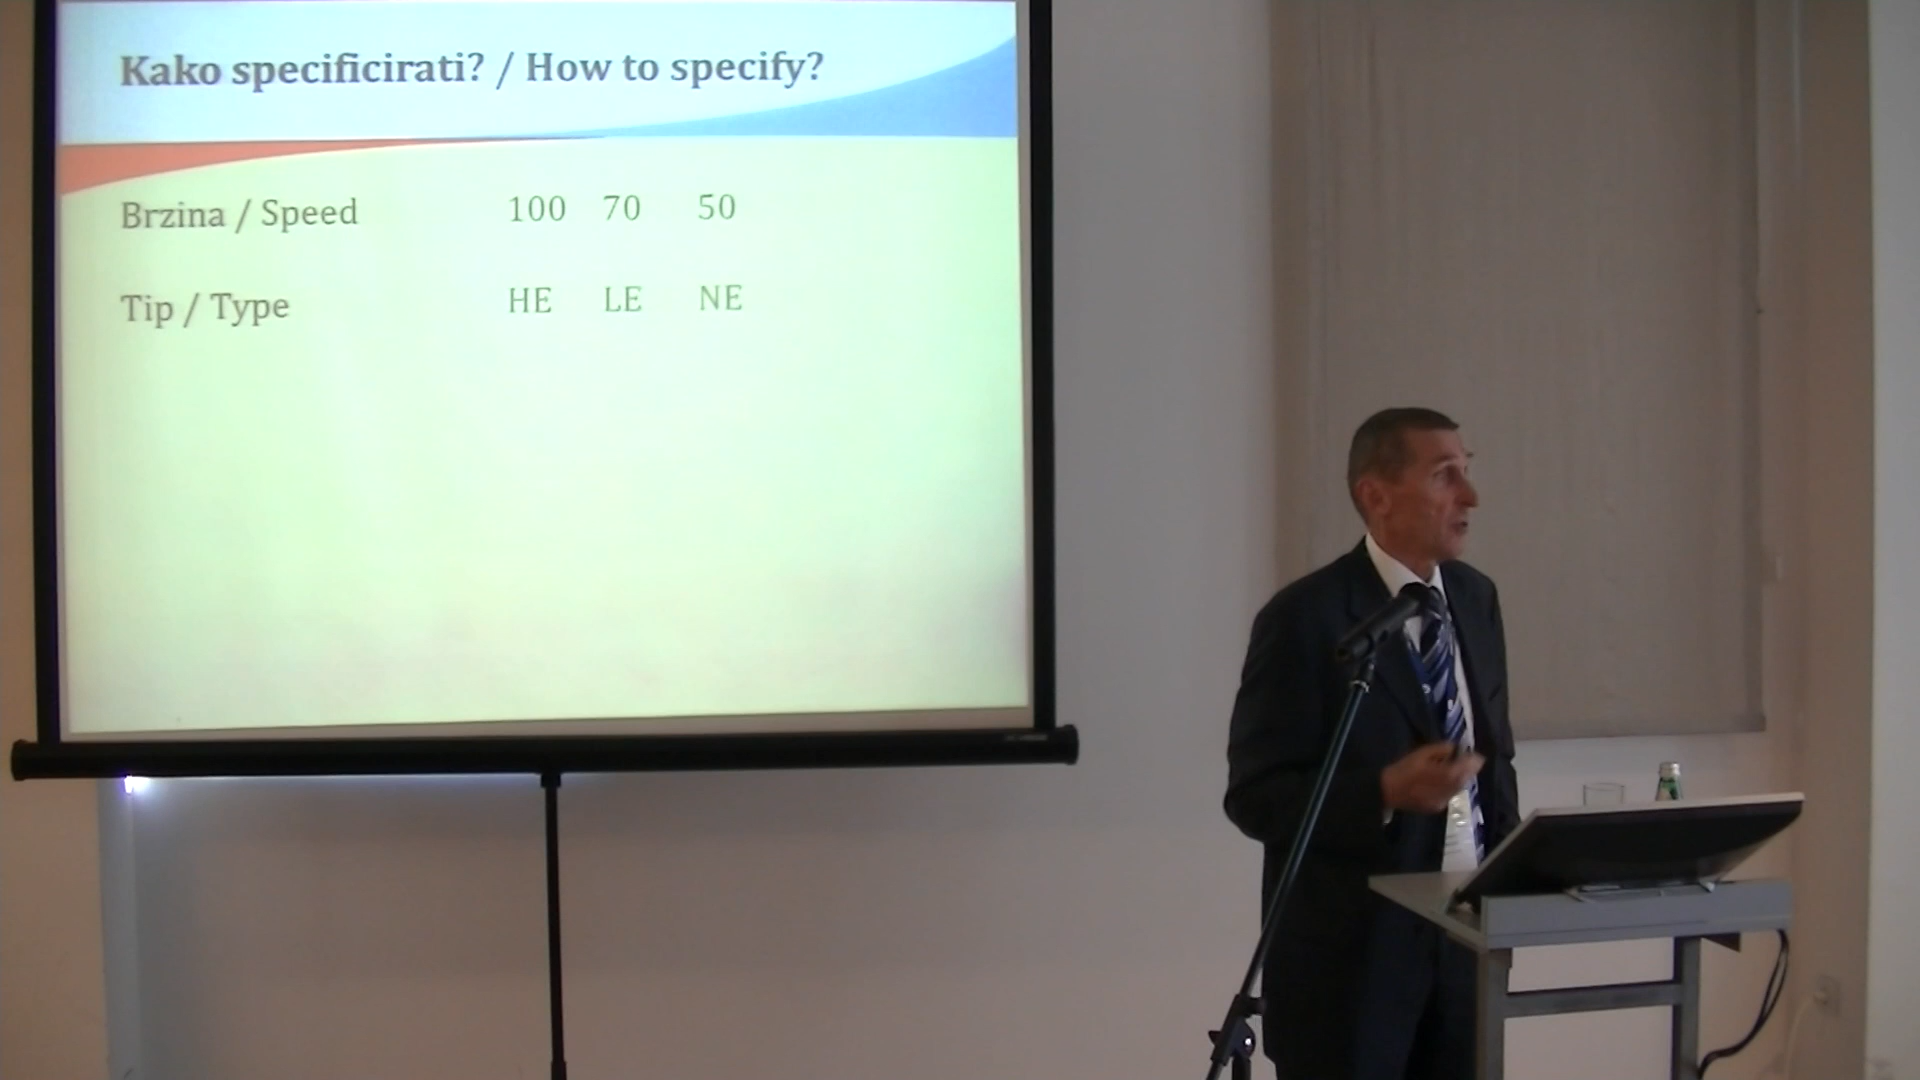 Kako specificirati? / How to specify?
Brzina / Speed 100 70 50
Tip / Type HE LE NE